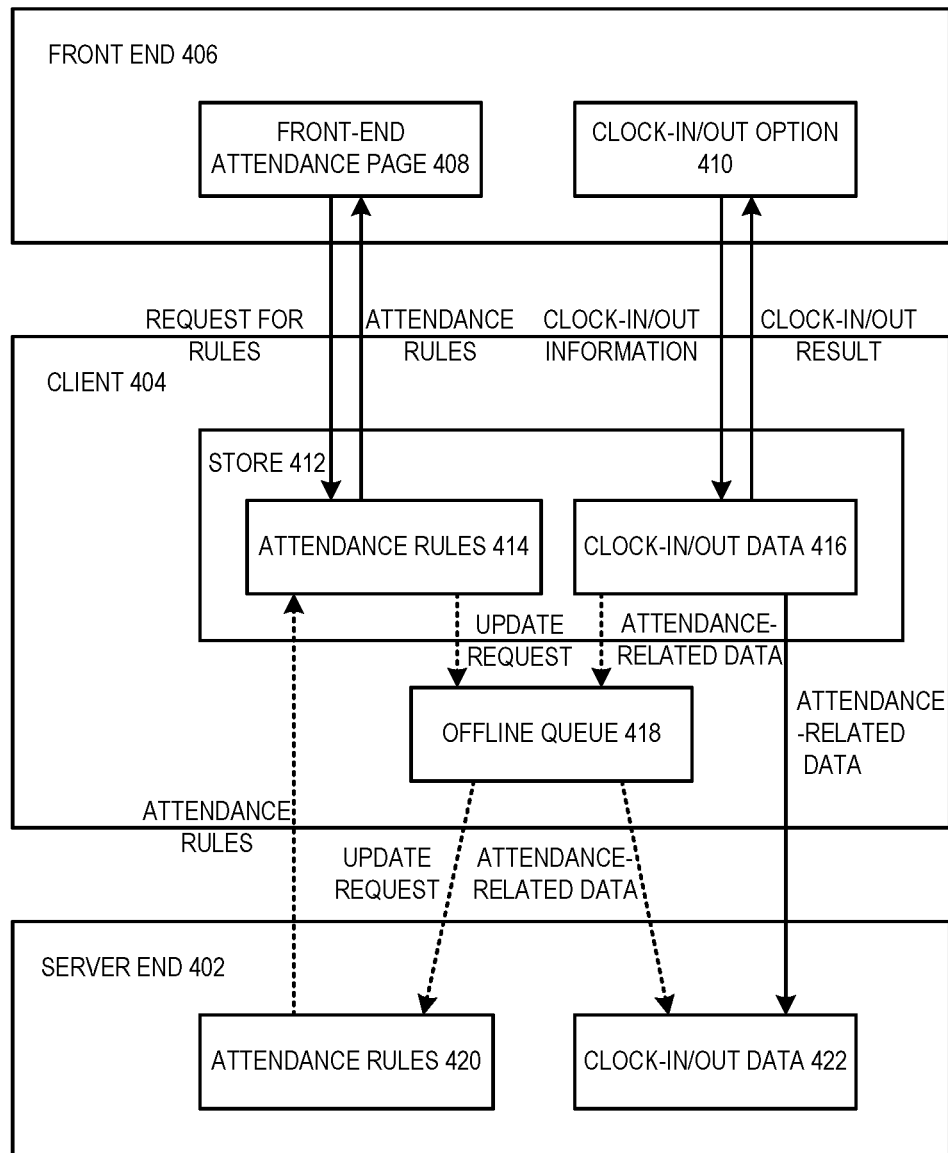 FRONT END 406
FRONT-END
ATTENDANCE PAGE 408
CLOCK-IN/OUT OPTION
410
REQUEST FOR
RULES
ATTENDANCE
RULES
CLOCK-IN/OUT
INFORMATION
CLOCK-IN/OUT
RESULT
CLIENT 404
STORE 412
ATTENDANCE RULES 414
CLOCK-IN/OUT DATA 416
UPDATE
REQUEST
ATTENDANCE-
RELATED DATA
OFFLINE QUEUE 418
ATTENDANCE
-RELATED
DATA
ATTENDANCE
RULES
UPDATE
REQUEST
ATTENDANCE-
RELATED DATA
SERVER END 402
ATTENDANCE RULES 420
CLOCK-IN/OUT DATA 422